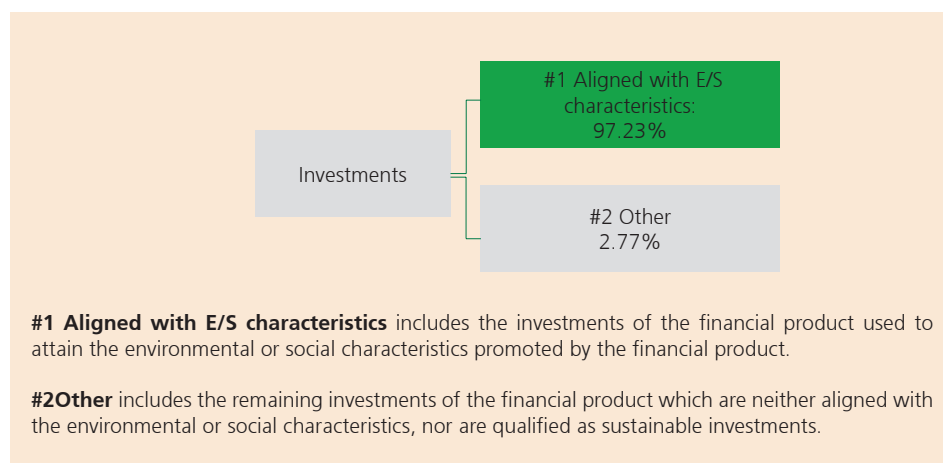 #1 Aligned with E/S
characteristics:
97.23%
Investments
#2 Other
2.77%
#1 Aligned with E/S characteristics includes the investments of the financial product used to
attain the environmental or social characteristics promoted by the financial product.
#2Other includes the remaining investments of the financial product which are neither aligned with
the environmental or social characteristics, nor are qualified as sustainable investments.